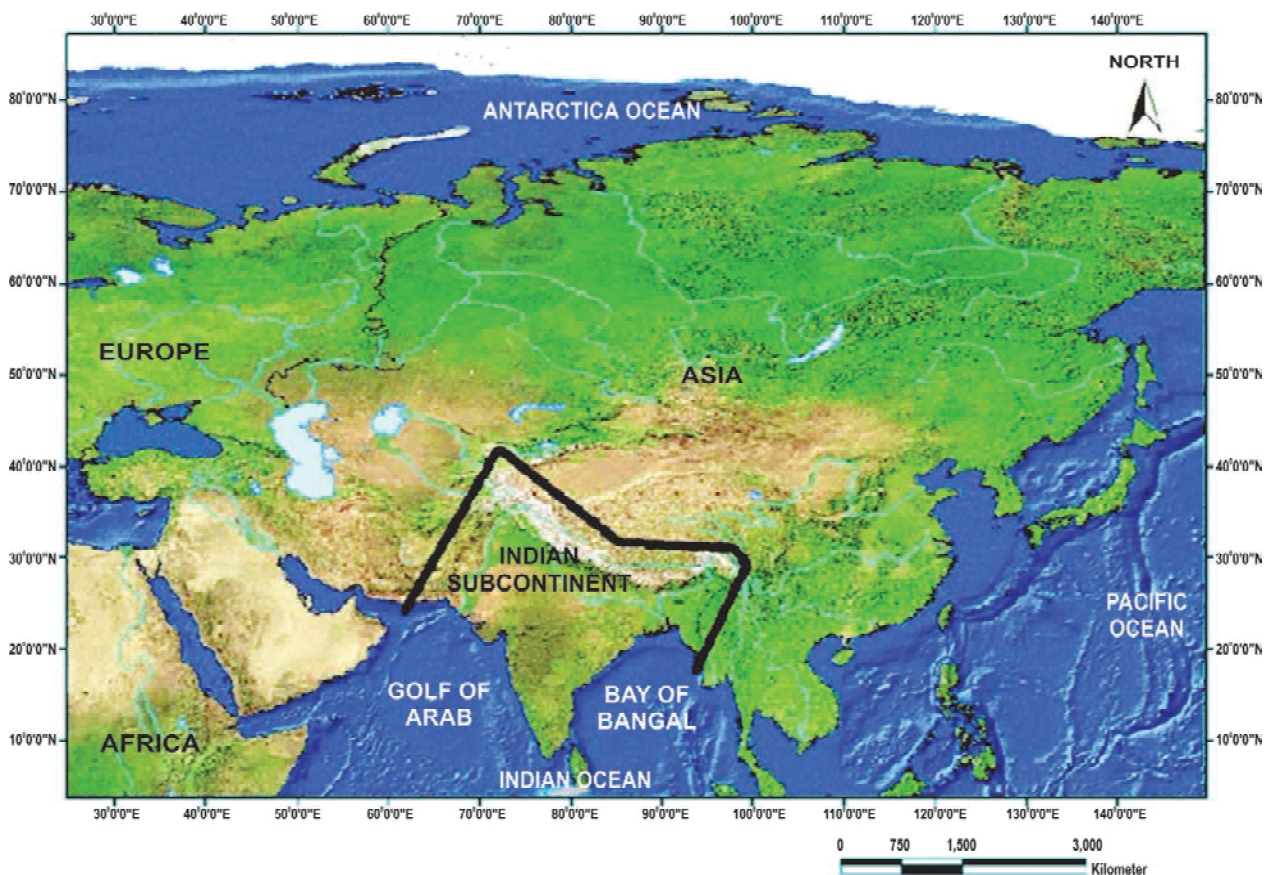 30°0'0"E 40°0'0"E 50°0'0"E 60°0'0"E 70°0'0"E 80°0'0"E 90°0'0"E 100°0'0"E 110°0'0"E 120°0'0"E 130°0'0"E 140°0'0"E
NORTH
80°0'0"N 80°0'0"N
ANTARCTICA OCEAN
70°0'0"N 70°0'0"N
60°0'0"N 60°0'0"N
EUROPE
50°0'0"N ASIA 50°0'0"N
40°0'0"N 40°0'0"N
30°0'0"N 30°0'0"N
INDIAN
SUBCONTINENT
PACIFIC
OCEAN
20°0'0"N 20°0'0"N
GOLF OF
ARAB
BAY OF
BANGAL
10°0'0"N AFRICA 10°0'0"N
INDIAN OCEAN
30°0'0"E 40°0'0"E 50°0'0"E 60°0'0"E 70°0'0"E 80°0'0"E 90°0'0"E 100°0'0"E 110°0'0"E 120°0'0"E 130°0'0"E 140°0'0"E
0 750 1,500 3,000
Kilometer